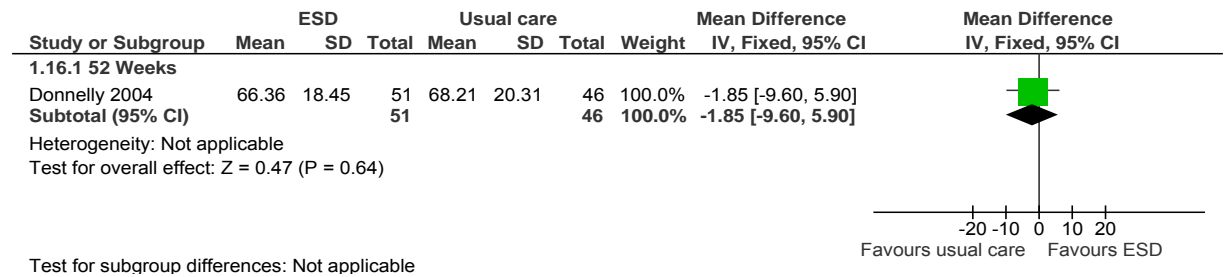 ESD Usual care Mean Difference Mean Difference
Study or Subgroup Mean SD Total Mean SD Total Weight IV, Fixed, 95% CI IV, Fixed, 95% CI
1.16.1 52 Weeks
Donnelly 2004 66.36 18.45 51 68.21 20.31 46 100.0% -1.85 [-9.60, 5.90]
Subtotal (95% CI) 51 46 100.0% -1.85 [-9.60, 5.90]
Heterogeneity: Not applicable
Test for overall effect: Z = 0.47 (P = 0.64)
-20 -10 0 10 20
Favours usual care Favours ESD
Test for subgroup differences: Not applicable